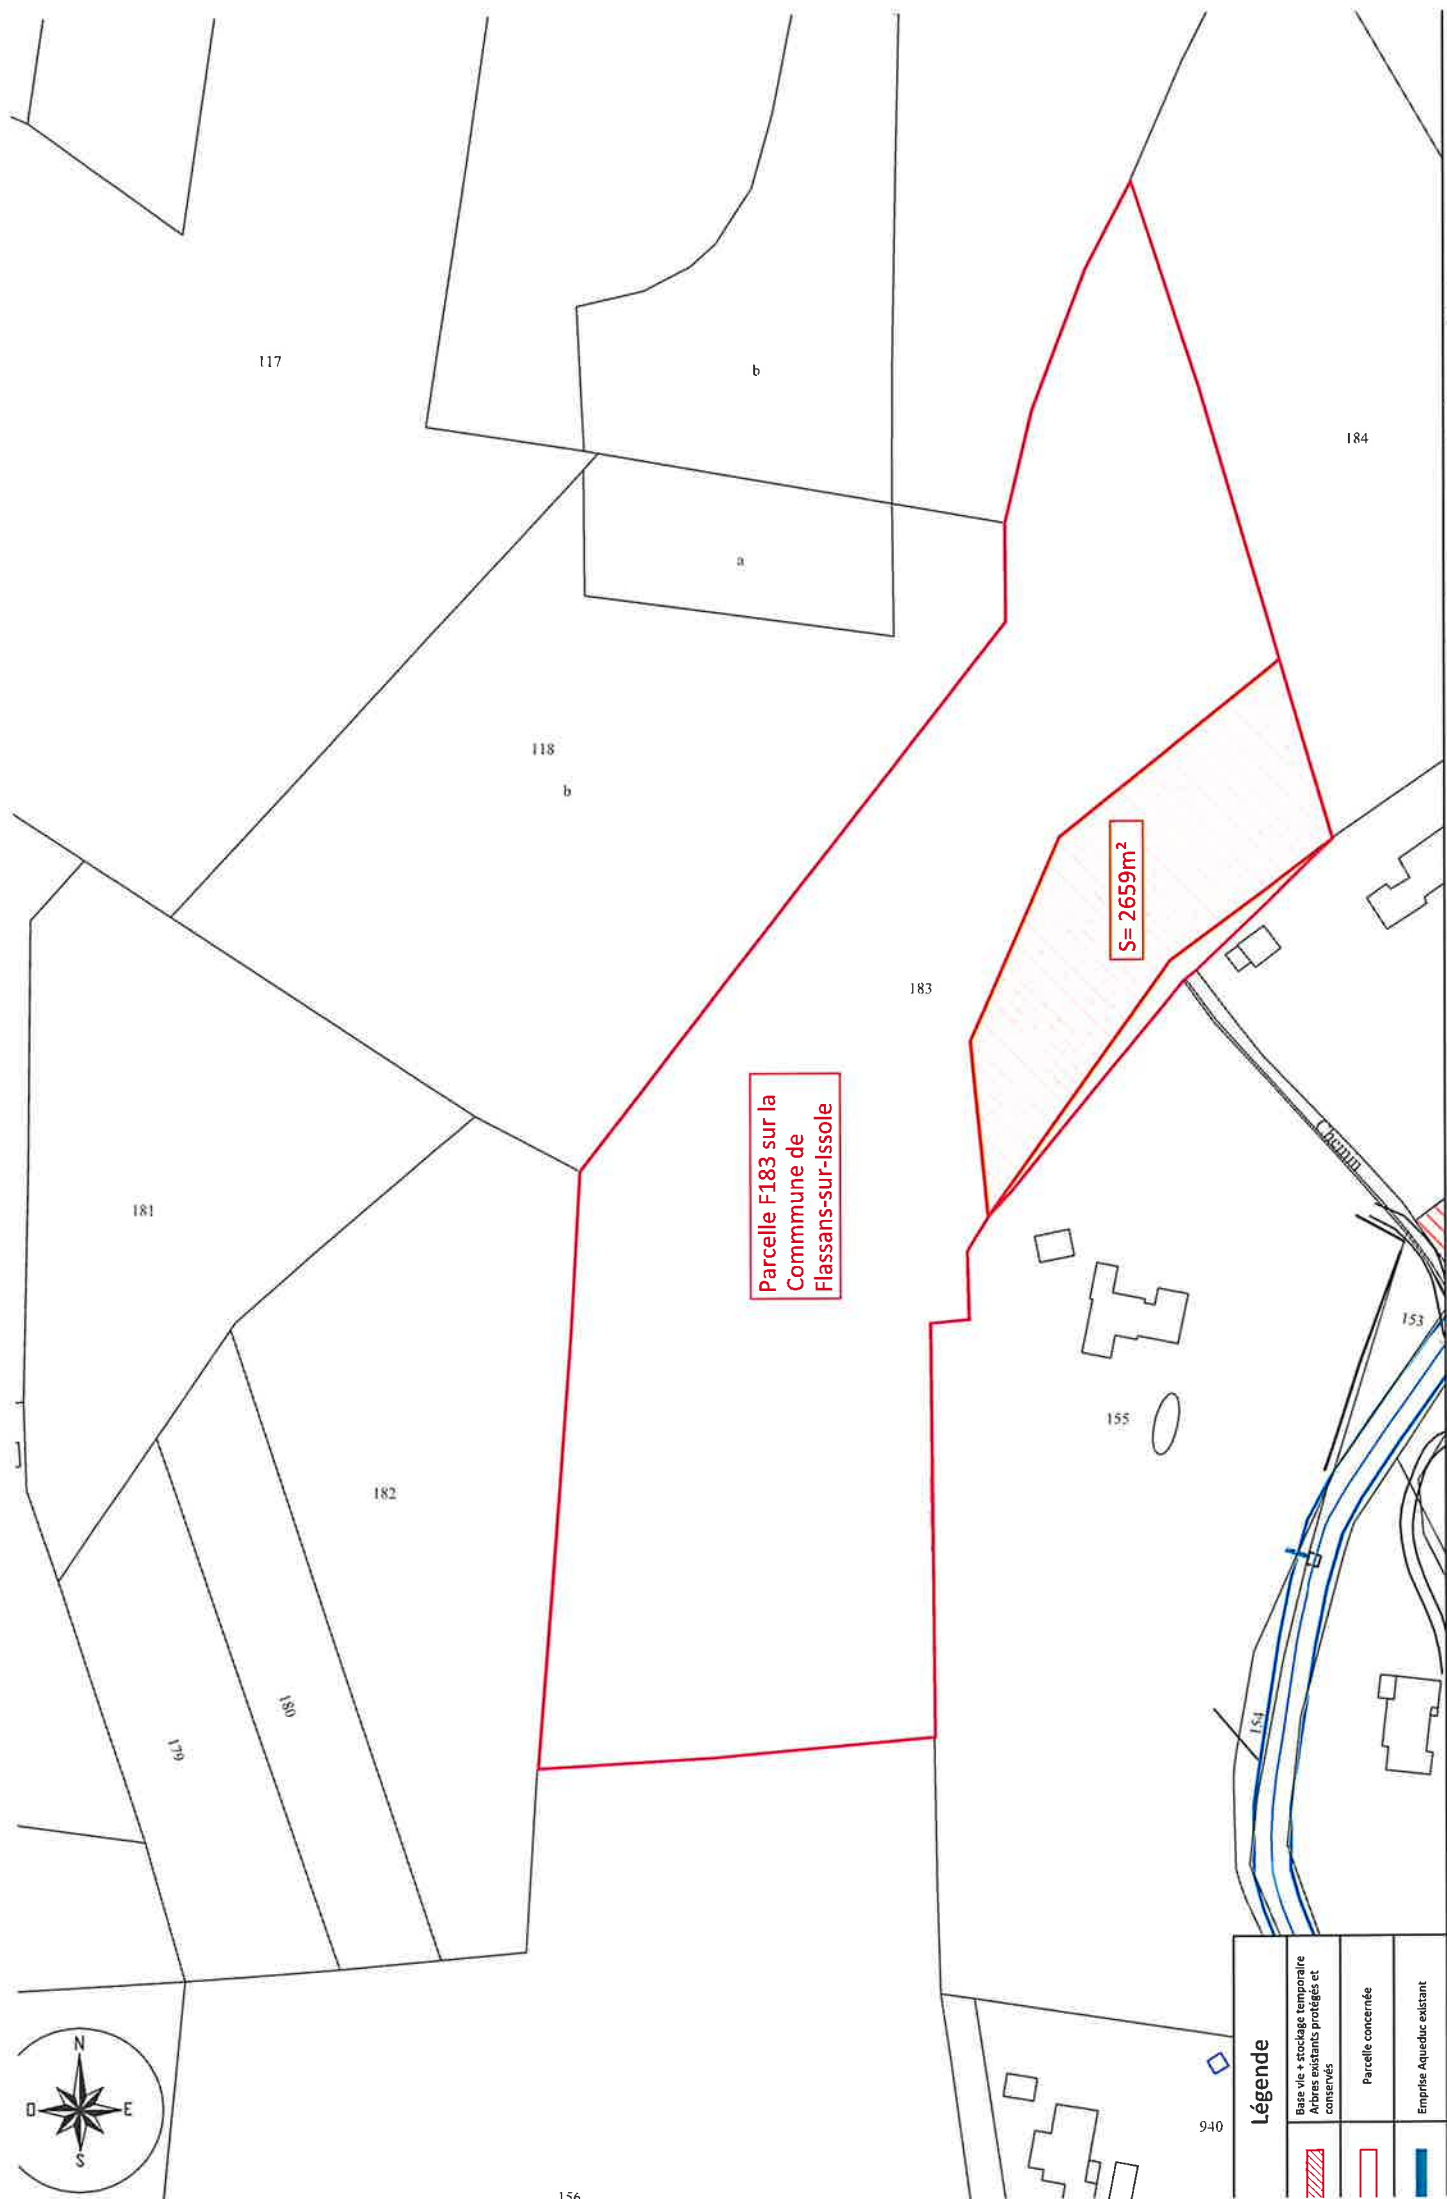 117
b
184
a
118
b
S= 2659m²
183
Parcelle F183 sur la
Commmune de
Flassans-sur-Issole
Chemin
181
153
155
182
180
154
179
N
O
E
S
940
156
Légende
Base vie + stockage temporaire
Arbres existants protégés et
conservés
Parcelle concernée
Emprise Aqueduc existant